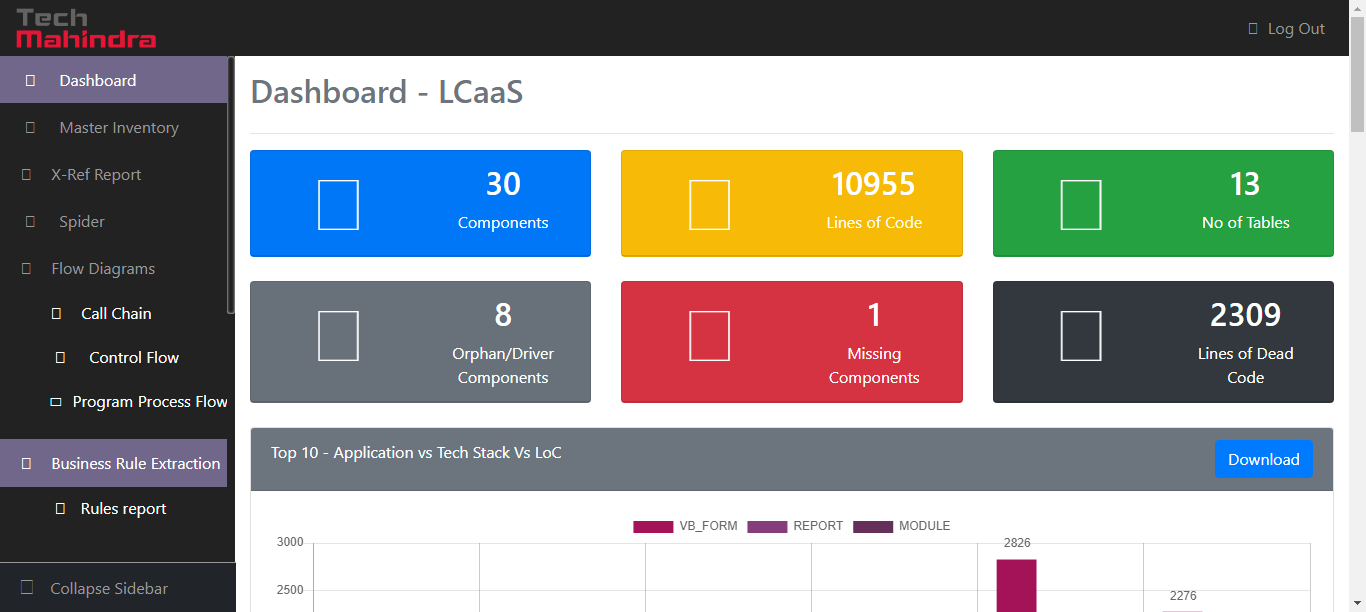 Tech
Mahindra
Log Out
Dashboard
Master Inventory
X-Ref Report
Spider
Flow Diagrams
Call Chain
Control Flow
Program Process Flow
Business Rule Extraction
Rules report
Collapse Sidebar
Dashboard - LCaaS
30
Components
10955
Lines of Code
13
No of Tables
8
Orphan/Driver
Components
1
Missing
Components
2309
Lines of Dead
Code
Top 10 - Application vs Tech Stack Vs LoC
Download
VB_FORM REPORT MODULE
3000
2826
2500
2276